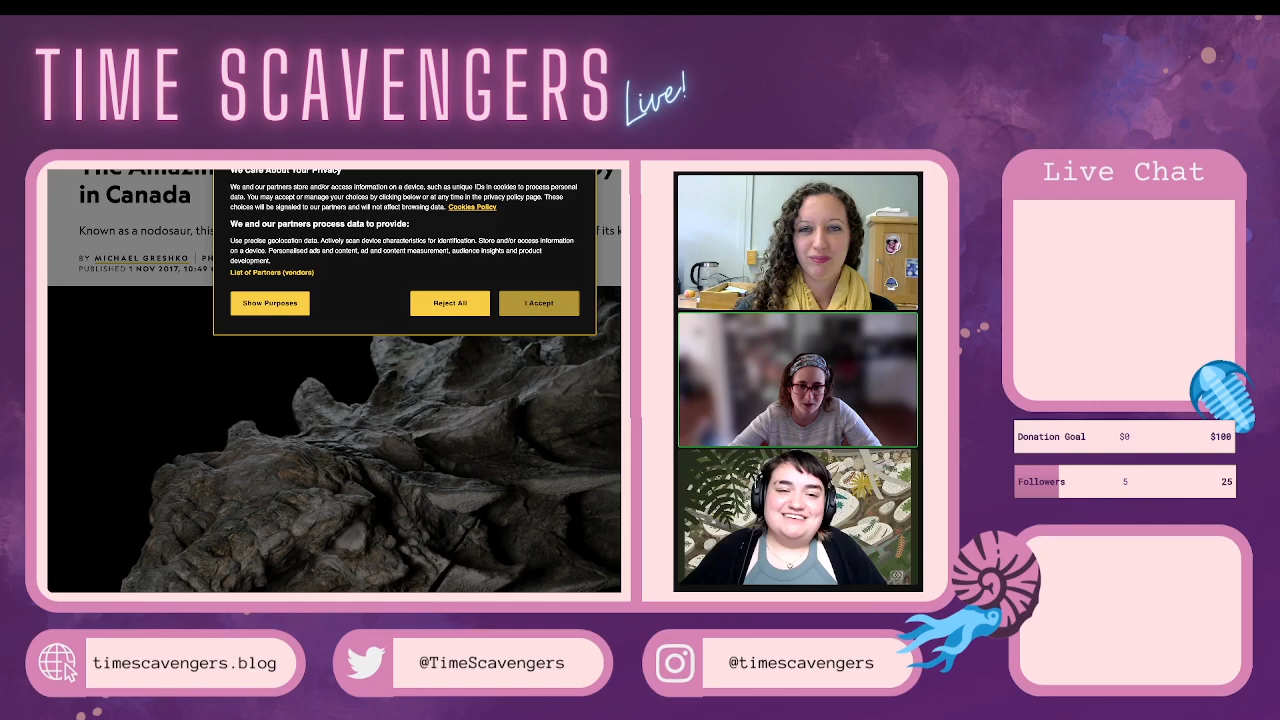 TIME SCAVENGERS
Live!
in Canada
Known as a nodosaur, this
BY MICHAEL GRESHKO
PUBLISHED 1 NOV 2017, 10:49
We Care About Your Privacy
We and our partners store and/or access information on a device, such as unique IDs in cookies to process personal
data. You may accept or manage your choices by clicking below or at any time in the privacy policy page. These
choices will be signaled to our partners and will not affect browsing data. Cookies Policy
We and our partners process data to provide:
Use precise geolocation data. Actively scan device characteristics for identification. Store and/or access information
on a device. Personalised ads and content, ad and content measurement, audience insights and product
development.
List of Partners (vendors)
Show Purposes
Reject All
I Accept
Live Chat
Donation Goal $0 $100
Followers 5 25
timescavengers.blog
@TimeScavengers
@timescavengers